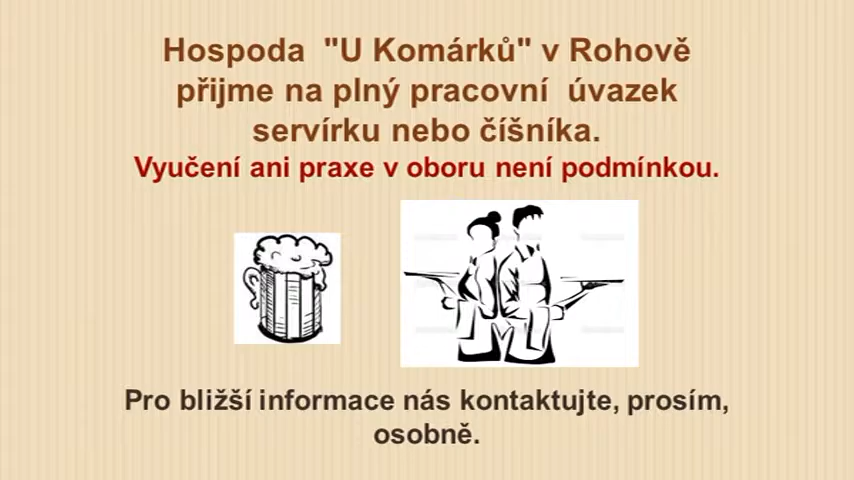 Hospoda "U Komárků" v Rohově
přijme na plný pracovní úvazek
servírku nebo číšníka.
Vyučení ani praxe v oboru není podmínkou.
Pro bližší informace nás kontaktujte, prosím,
osobně.